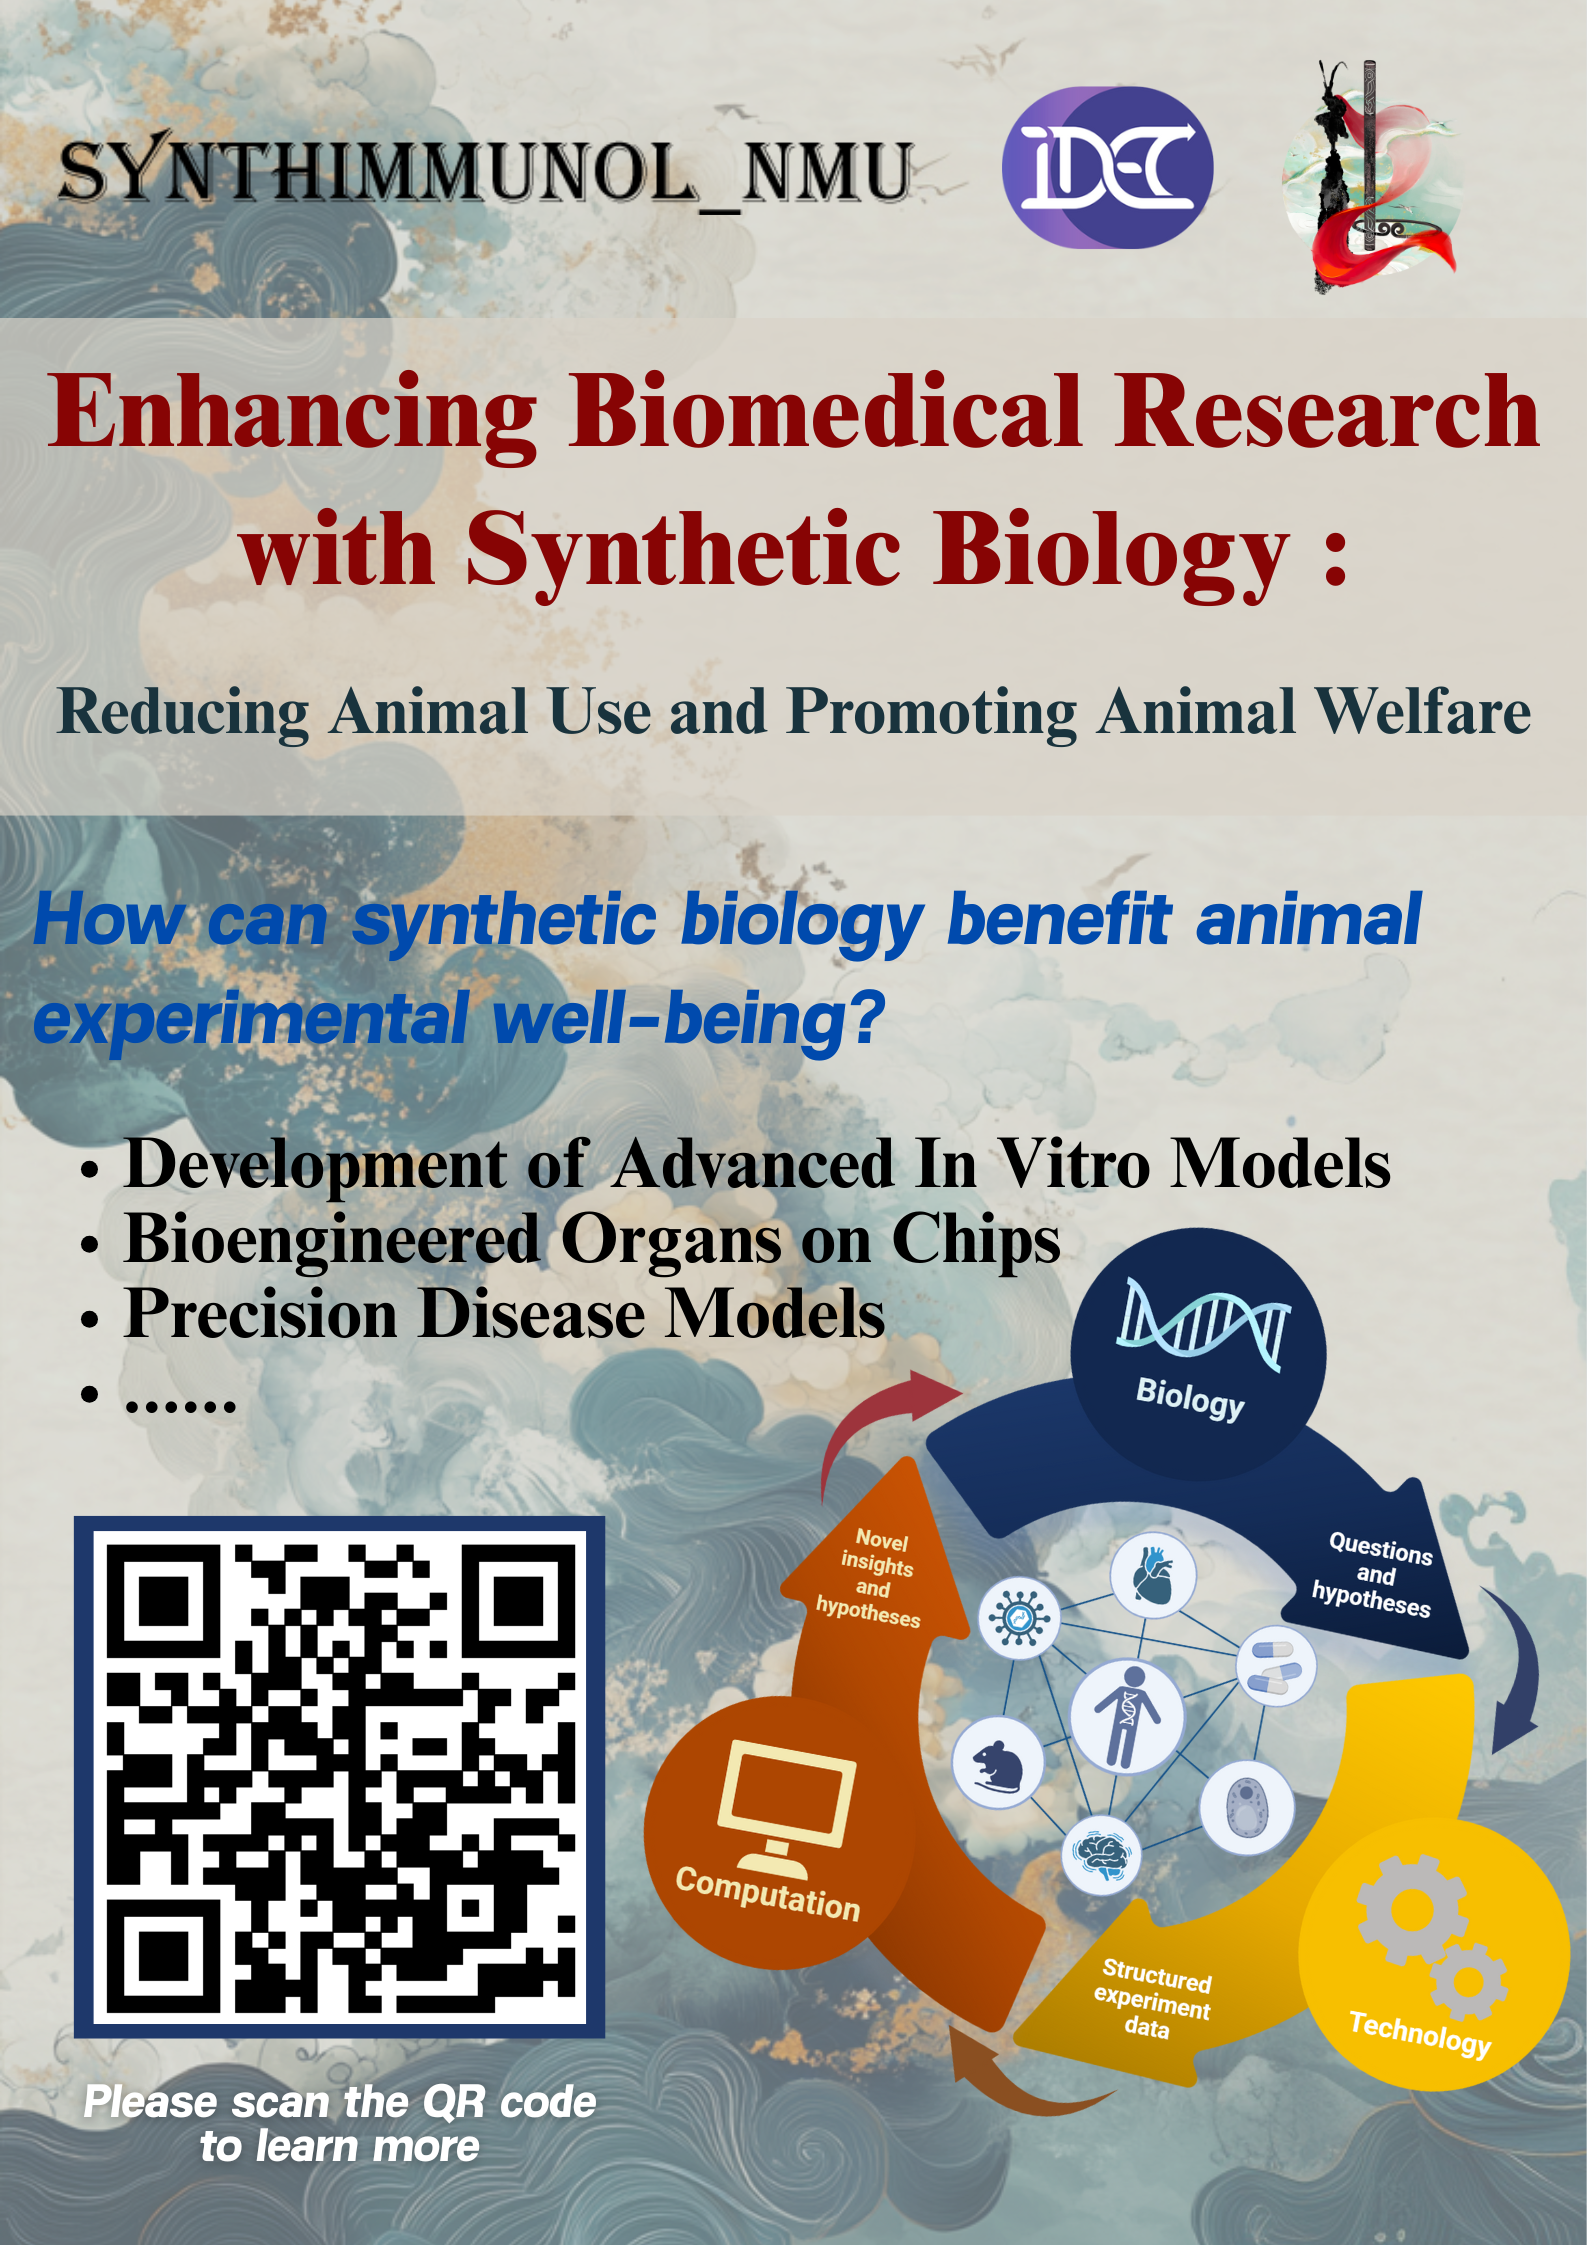 SYNTHIMMUNOL_NMU
iDEC
Enhancing Biomedical Research
with Synthetic Biology :
Reducing Animal Use and Promoting Animal Welfare
How can synthetic biology benefit animal
experimental well-being?
• Development of Advanced In Vitro Models
• Bioengineered Organs on Chips
• Precision Disease Models
• ......
Biology
Questions
and
hypotheses
Technology
Structured
experiment
data
Computation
Novel
insights
and
hypotheses
Please scan the QR code
to learn more